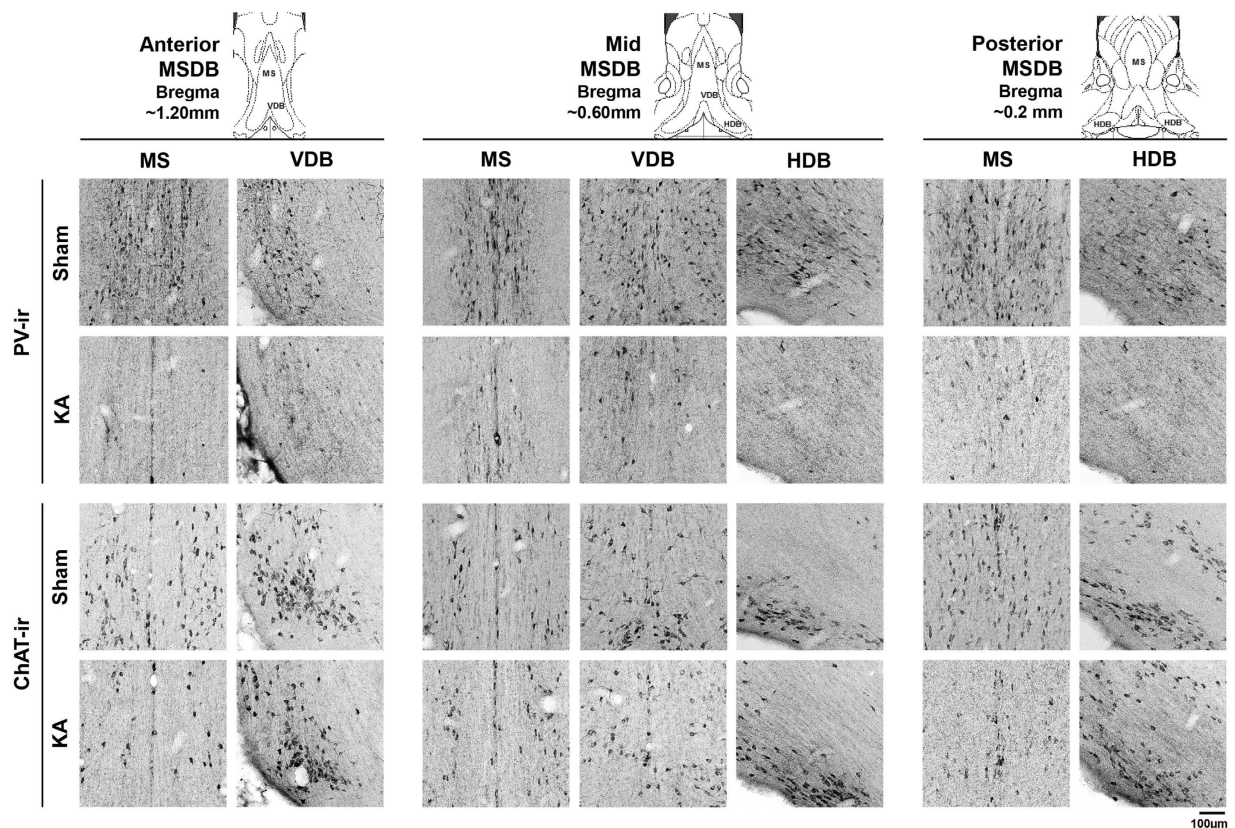 Anterior
MSDB
Bregma
~1.20mm
MS
VDB
Mid
MSDB
Bregma
~0.60mm
MS
VDB
HDB
Posterior
MSDB
Bregma
~0.2 mm
MS
HDB
HDB
MS
VDB
MS
VDB
HDB
MS
HDB
PV-ir
Sham
KA
ChAT-ir
Sham
KA
100µm